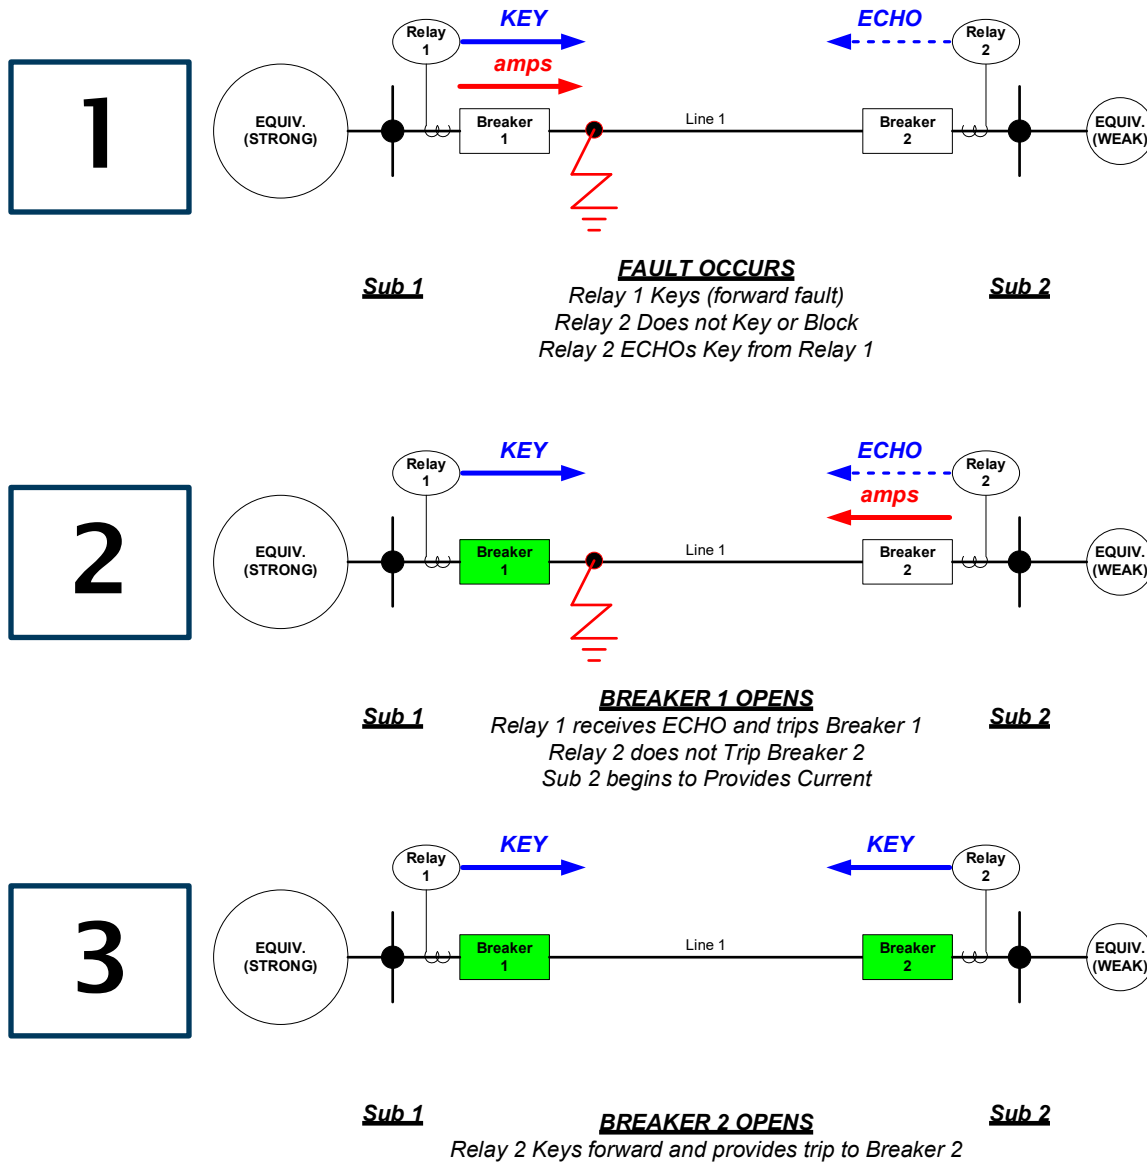 1
KEY
ECHO
Relay
1
amps
Relay
2
EQUIV.
(STRONG)
Breaker
1
Line 1
Breaker
2
EQUIV.
(WEAK)
Sub 1
FAULT OCCURS
Sub 2
Relay 1 Keys (forward fault)
Relay 2 Does not Key or Block
Relay 2 ECHOs Key from Relay 1
2
KEY
ECHO
Relay
1
Relay
2
amps
EQUIV.
(STRONG)
Breaker
1
Line 1
Breaker
2
EQUIV.
(WEAK)
Sub 1
BREAKER 1 OPENS
Sub 2
Relay 1 receives ECHO and trips Breaker 1
Relay 2 does not Trip Breaker 2
Sub 2 begins to Provides Current
3
KEY
KEY
Relay
1
Relay
2
EQUIV.
(STRONG)
Breaker
1
Line 1
Breaker
2
EQUIV.
(WEAK)
Sub 1
BREAKER 2 OPENS
Sub 2
Relay 2 Keys forward and provides trip to Breaker 2